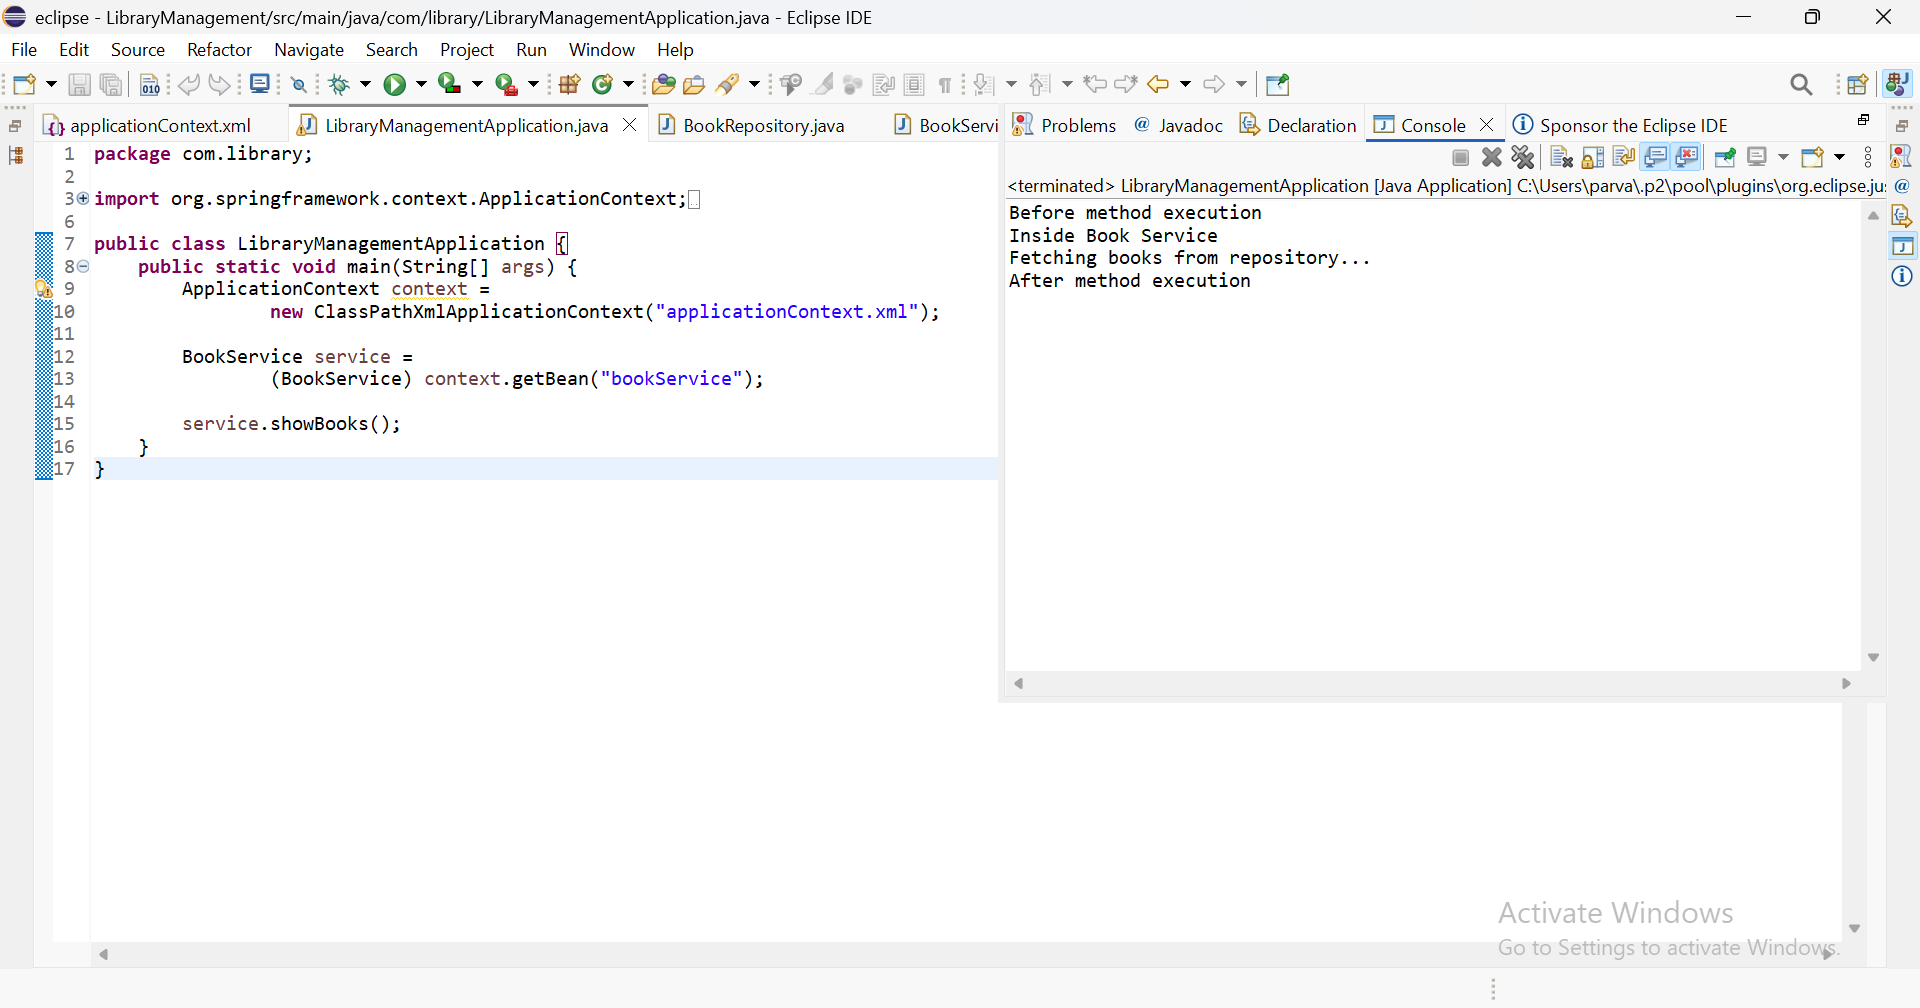 eclipse - LibraryManagement/src/main/java/com/library/LibraryManagementApplication.java - Eclipse IDE
File Edit Source Refactor Navigate Search Project Run Window Help
applicationContext.xml LibraryManagementApplication.java BookRepository.java BookServi
1 package com.library;
2
3 import org.springframework.context.ApplicationContext;
6
7 public class LibraryManagementApplication {
8 public static void main(String[] args) {
9 ApplicationContext context =
10 new ClassPathXmlApplicationContext("applicationContext.xml");
11
12 BookService service =
13 (BookService) context.getBean("bookService");
14
15 service.showBooks();
16 }
17 }
Problems @ Javadoc Declaration Console Sponsor the Eclipse IDE
<terminated> LibraryManagementApplication [Java Application] C:\Users\parva\.p2\pool\plugins\org.eclipse.ju
Before method execution
Inside Book Service
Fetching books from repository...
After method execution
Activate Windows
Go to Settings to activate Windows.